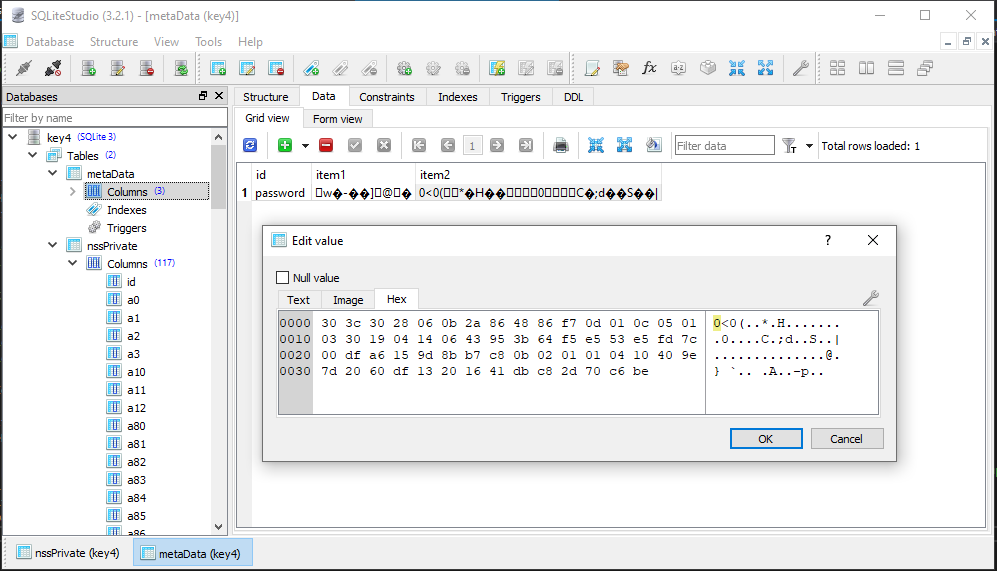 SQLiteStudio (3.2.1) - [metaData (key4)]
Database Structure View Tools Help
Databases
Filter by name
key4 (SQLite 3)
Tables (2)
metaData
Columns (3)
Indexes
Triggers
nssPrivate
Columns (117)
id
a0
a1
a2
a3
a10
a11
a12
a80
a81
a82
a83
a84
a85
a86
Structure Data Constraints Indexes Triggers DDL
Grid view Form view
1 Filter data Total rows loaded: 1
id item1 item2
1 password
Edit value
Null value
Text Image Hex
0000 30 3c 30 28 06 0b 2a 86 48 86 f7 0d 01 0c 05 01 0<0(..*.H.......
0010 03 30 19 04 14 06 43 95 3b 64 f5 e5 53 e5 fd 7c .0....C.;d..S..|
0020 00 df a6 15 9d 8b b7 c8 0b 02 01 01 04 10 40 9e ..............@.
0030 7d 20 60 df 13 20 16 41 db c8 2d 70 c6 be } `.. .A..-p..
OK Cancel
nssPrivate (key4) metaData (key4)